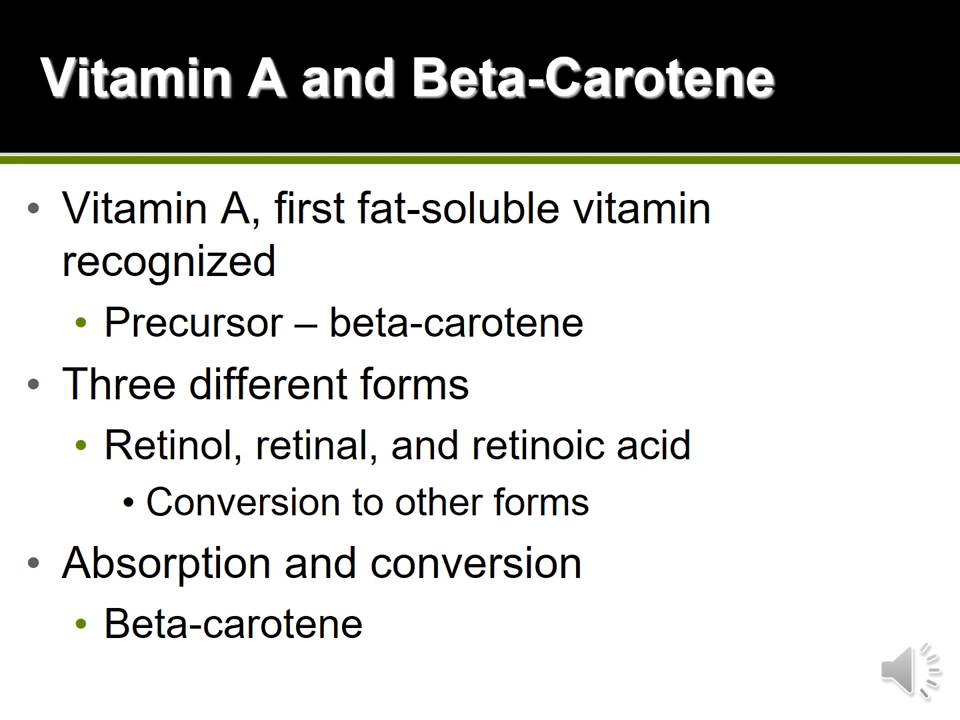 Vitamin A and Beta-Carotene
• Vitamin A, first fat-soluble vitamin
recognized
• Precursor – beta-carotene
• Three different forms
• Retinol, retinal, and retinoic acid
• Conversion to other forms
• Absorption and conversion
• Beta-carotene